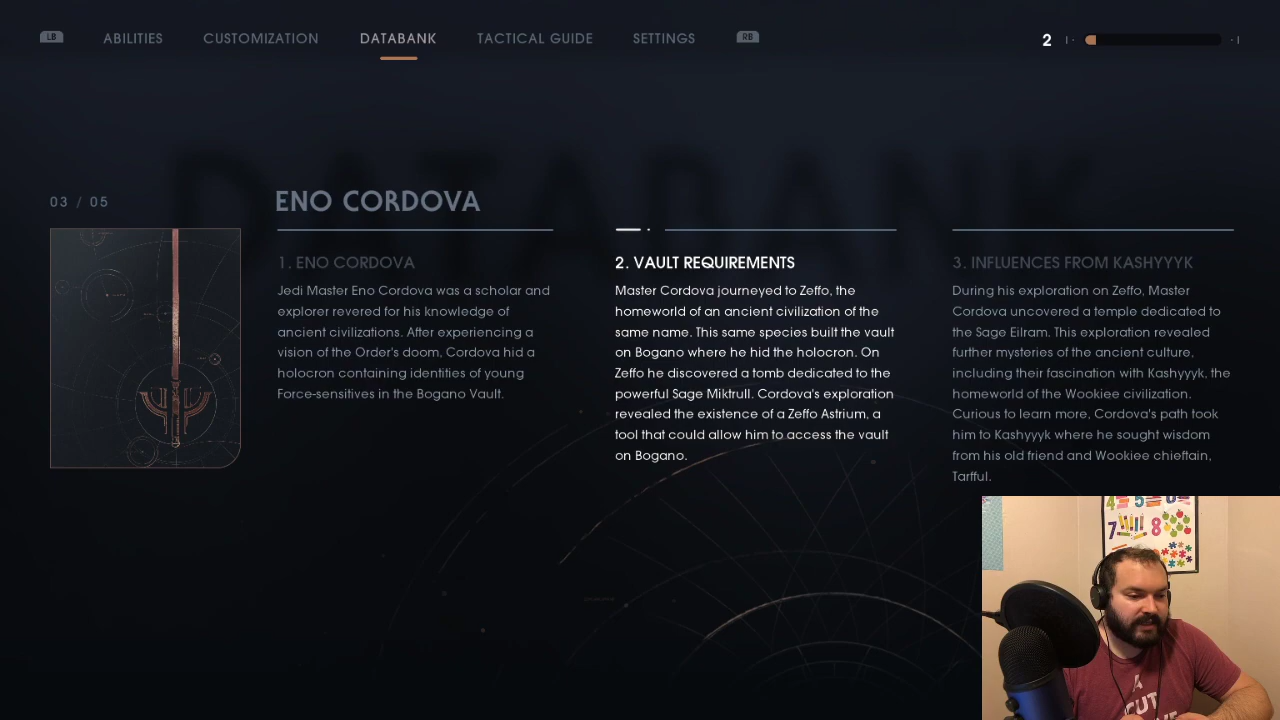 LB ABILITIES CUSTOMIZATION DATABANK TACTICAL GUIDE SETTINGS RB 2
DATABANK
03 / 05
ENO CORDOVA
1. ENO CORDOVA
Jedi Master Eno Cordova was a scholar and
explorer revered for his knowledge of
ancient civilizations. After experiencing a
vision of the Order's doom, Cordova hid a
holocron containing identities of young
Force-sensitives in the Bogano Vault.
2. VAULT REQUIREMENTS
Master Cordova journeyed to Zeffo, the
homeworld of an ancient civilization of the
same name. This same species built the vault
on Bogano where he hid the holocron. On
Zeffo he discovered a tomb dedicated to the
powerful Sage Miktrull. Cordova's exploration
revealed the existence of a Zeffo Astrium, a
tool that could allow him to access the vault
on Bogano.
3. INFLUENCES FROM KASHYYYK
During his exploration on Zeffo, Master
Cordova uncovered a temple dedicated to
the Sage Eilram. This exploration revealed
further mysteries of the ancient culture,
including their fascination with Kashyyyk, the
homeworld of the Wookiee civilization.
Curious to learn more, Cordova's path took
him to Kashyyyk where he sought wisdom
from his old friend and Wookiee chieftain,
Tarfful.
4 5 6
7 8
A
CUT